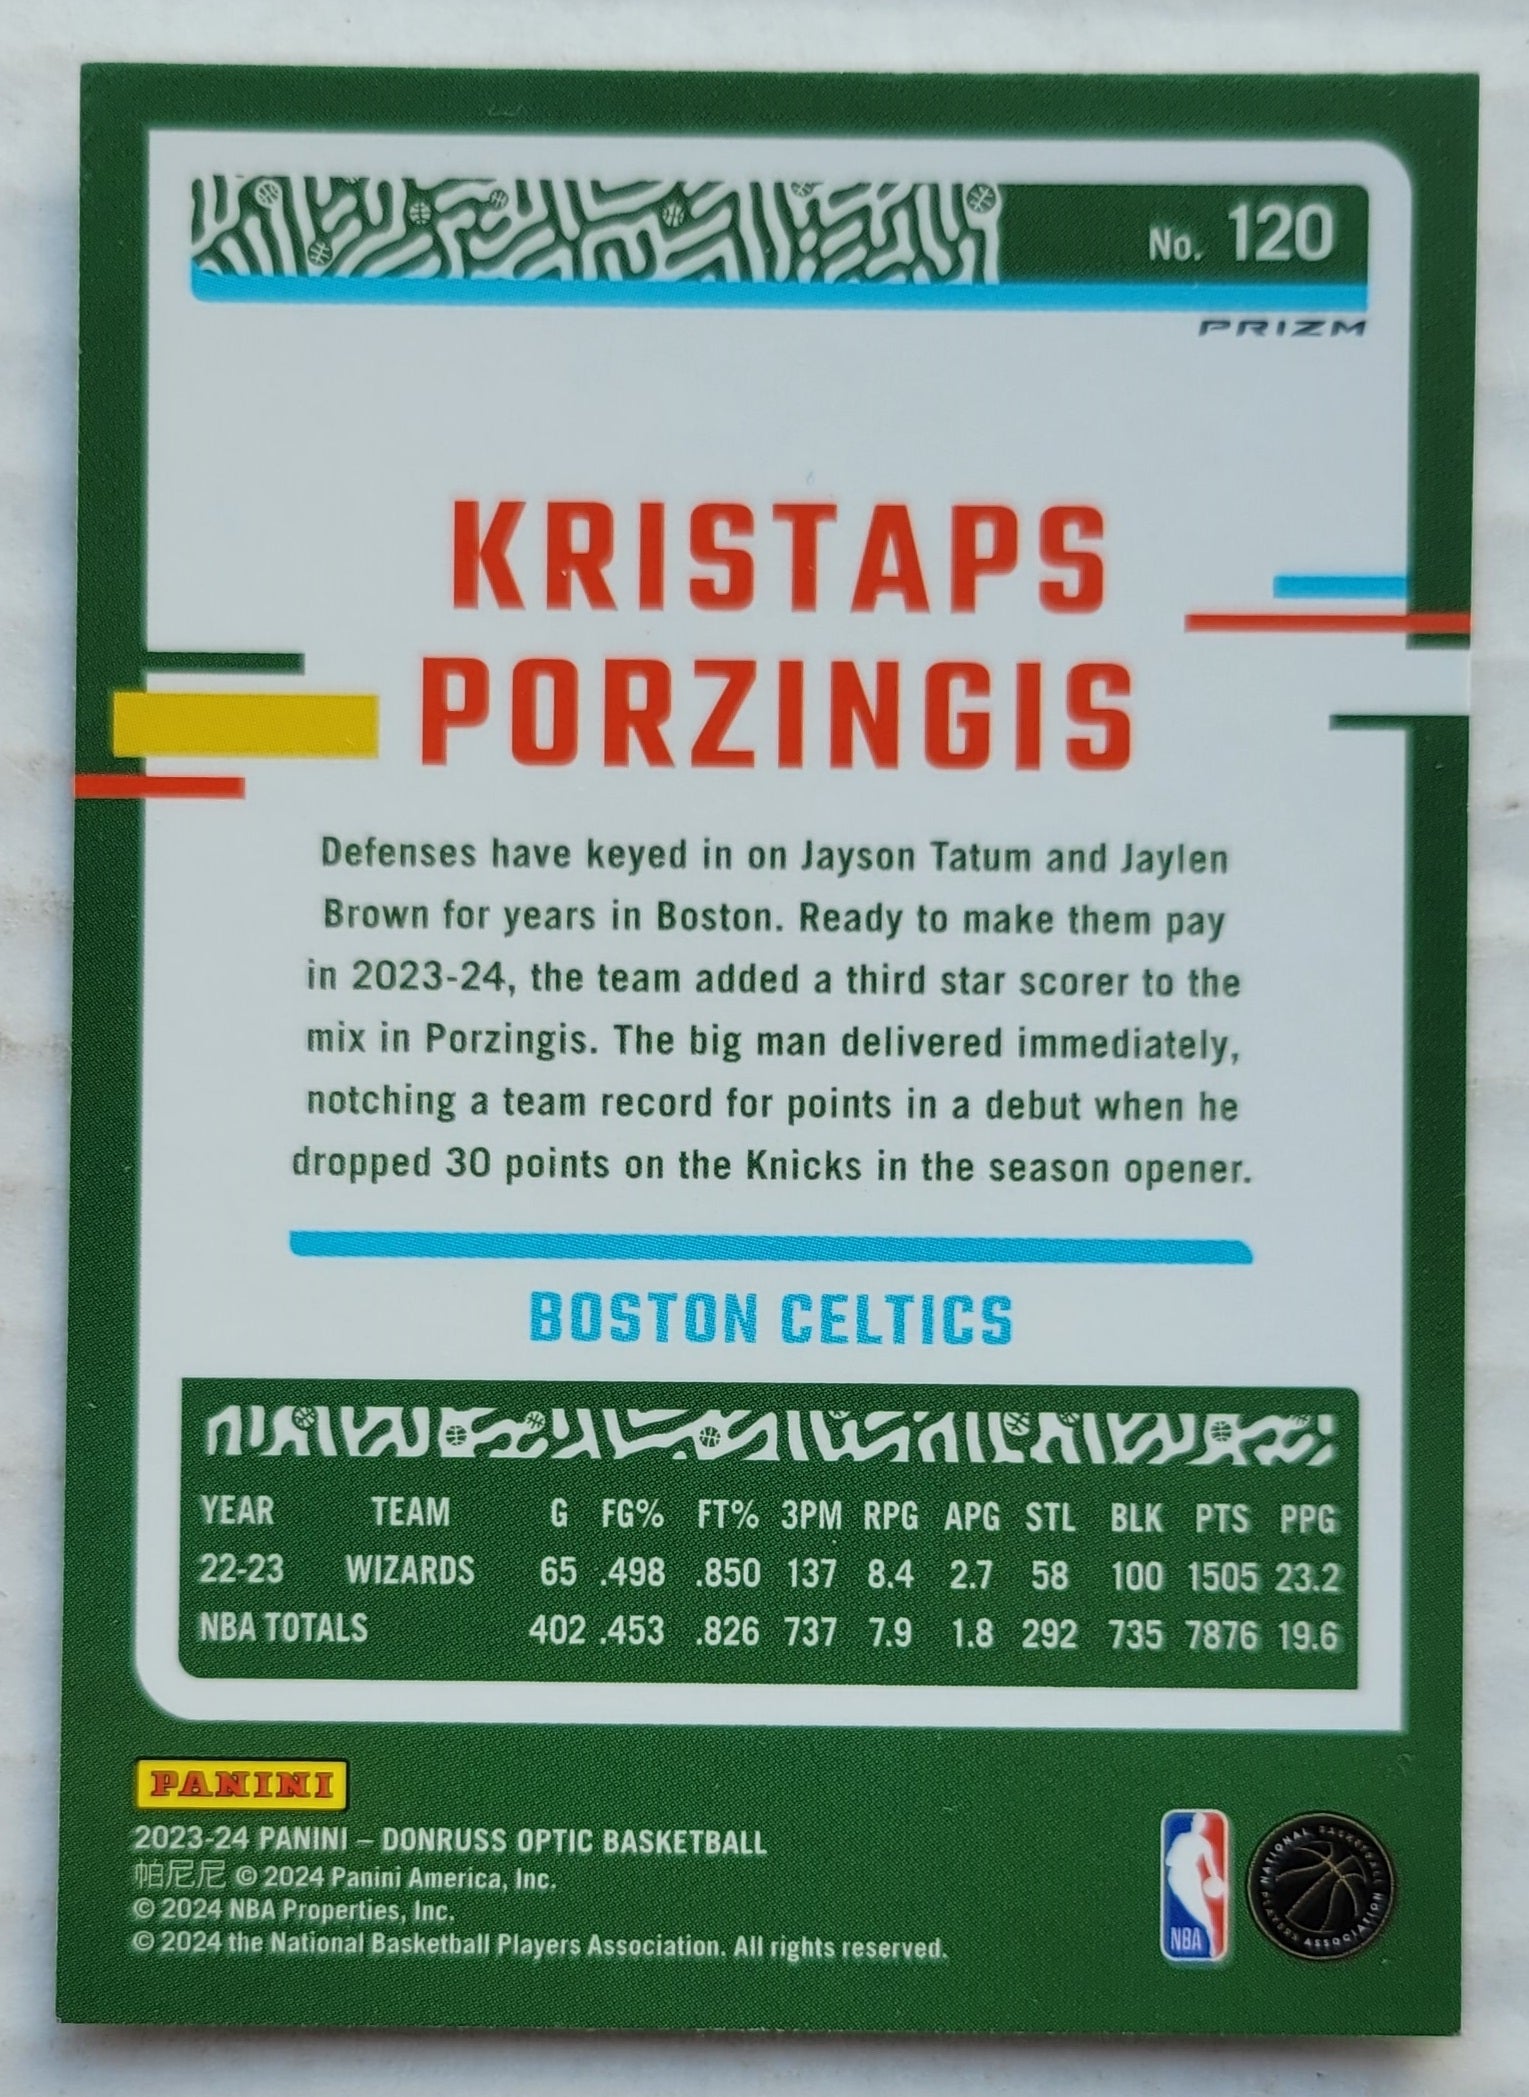 No. 120
PRIZM
KRISTAPS
PORZINGIS
Defenses have keyed in on Jayson Tatum and Jaylen
Brown for years in Boston. Ready to make them pay
in 2023-24, the team added a third star scorer to the
mix in Porzingis. The big man delivered immediately,
notching a team record for points in a debut when he
dropped 30 points on the Knicks in the season opener.
BOSTON CELTICS
YEAR TEAM G FG% FT% 3PM RPG APG STL BLK PTS PPG
22-23 WIZARDS 65 .498 .850 137 8.4 2.7 58 100 1505 23.2
NBA TOTALS 402 .453 .826 737 7.9 1.8 292 735 7876 19.6
PANINI
2023-24 PANINI – DONRUSS OPTIC BASKETBALL
帕尼尼 © 2024 Panini America, Inc.
© 2024 NBA Properties, Inc.
© 2024 the National Basketball Players Association. All rights reserved.
NBA
NATIONAL BASKETBALL PLAYERS ASSOCIATION